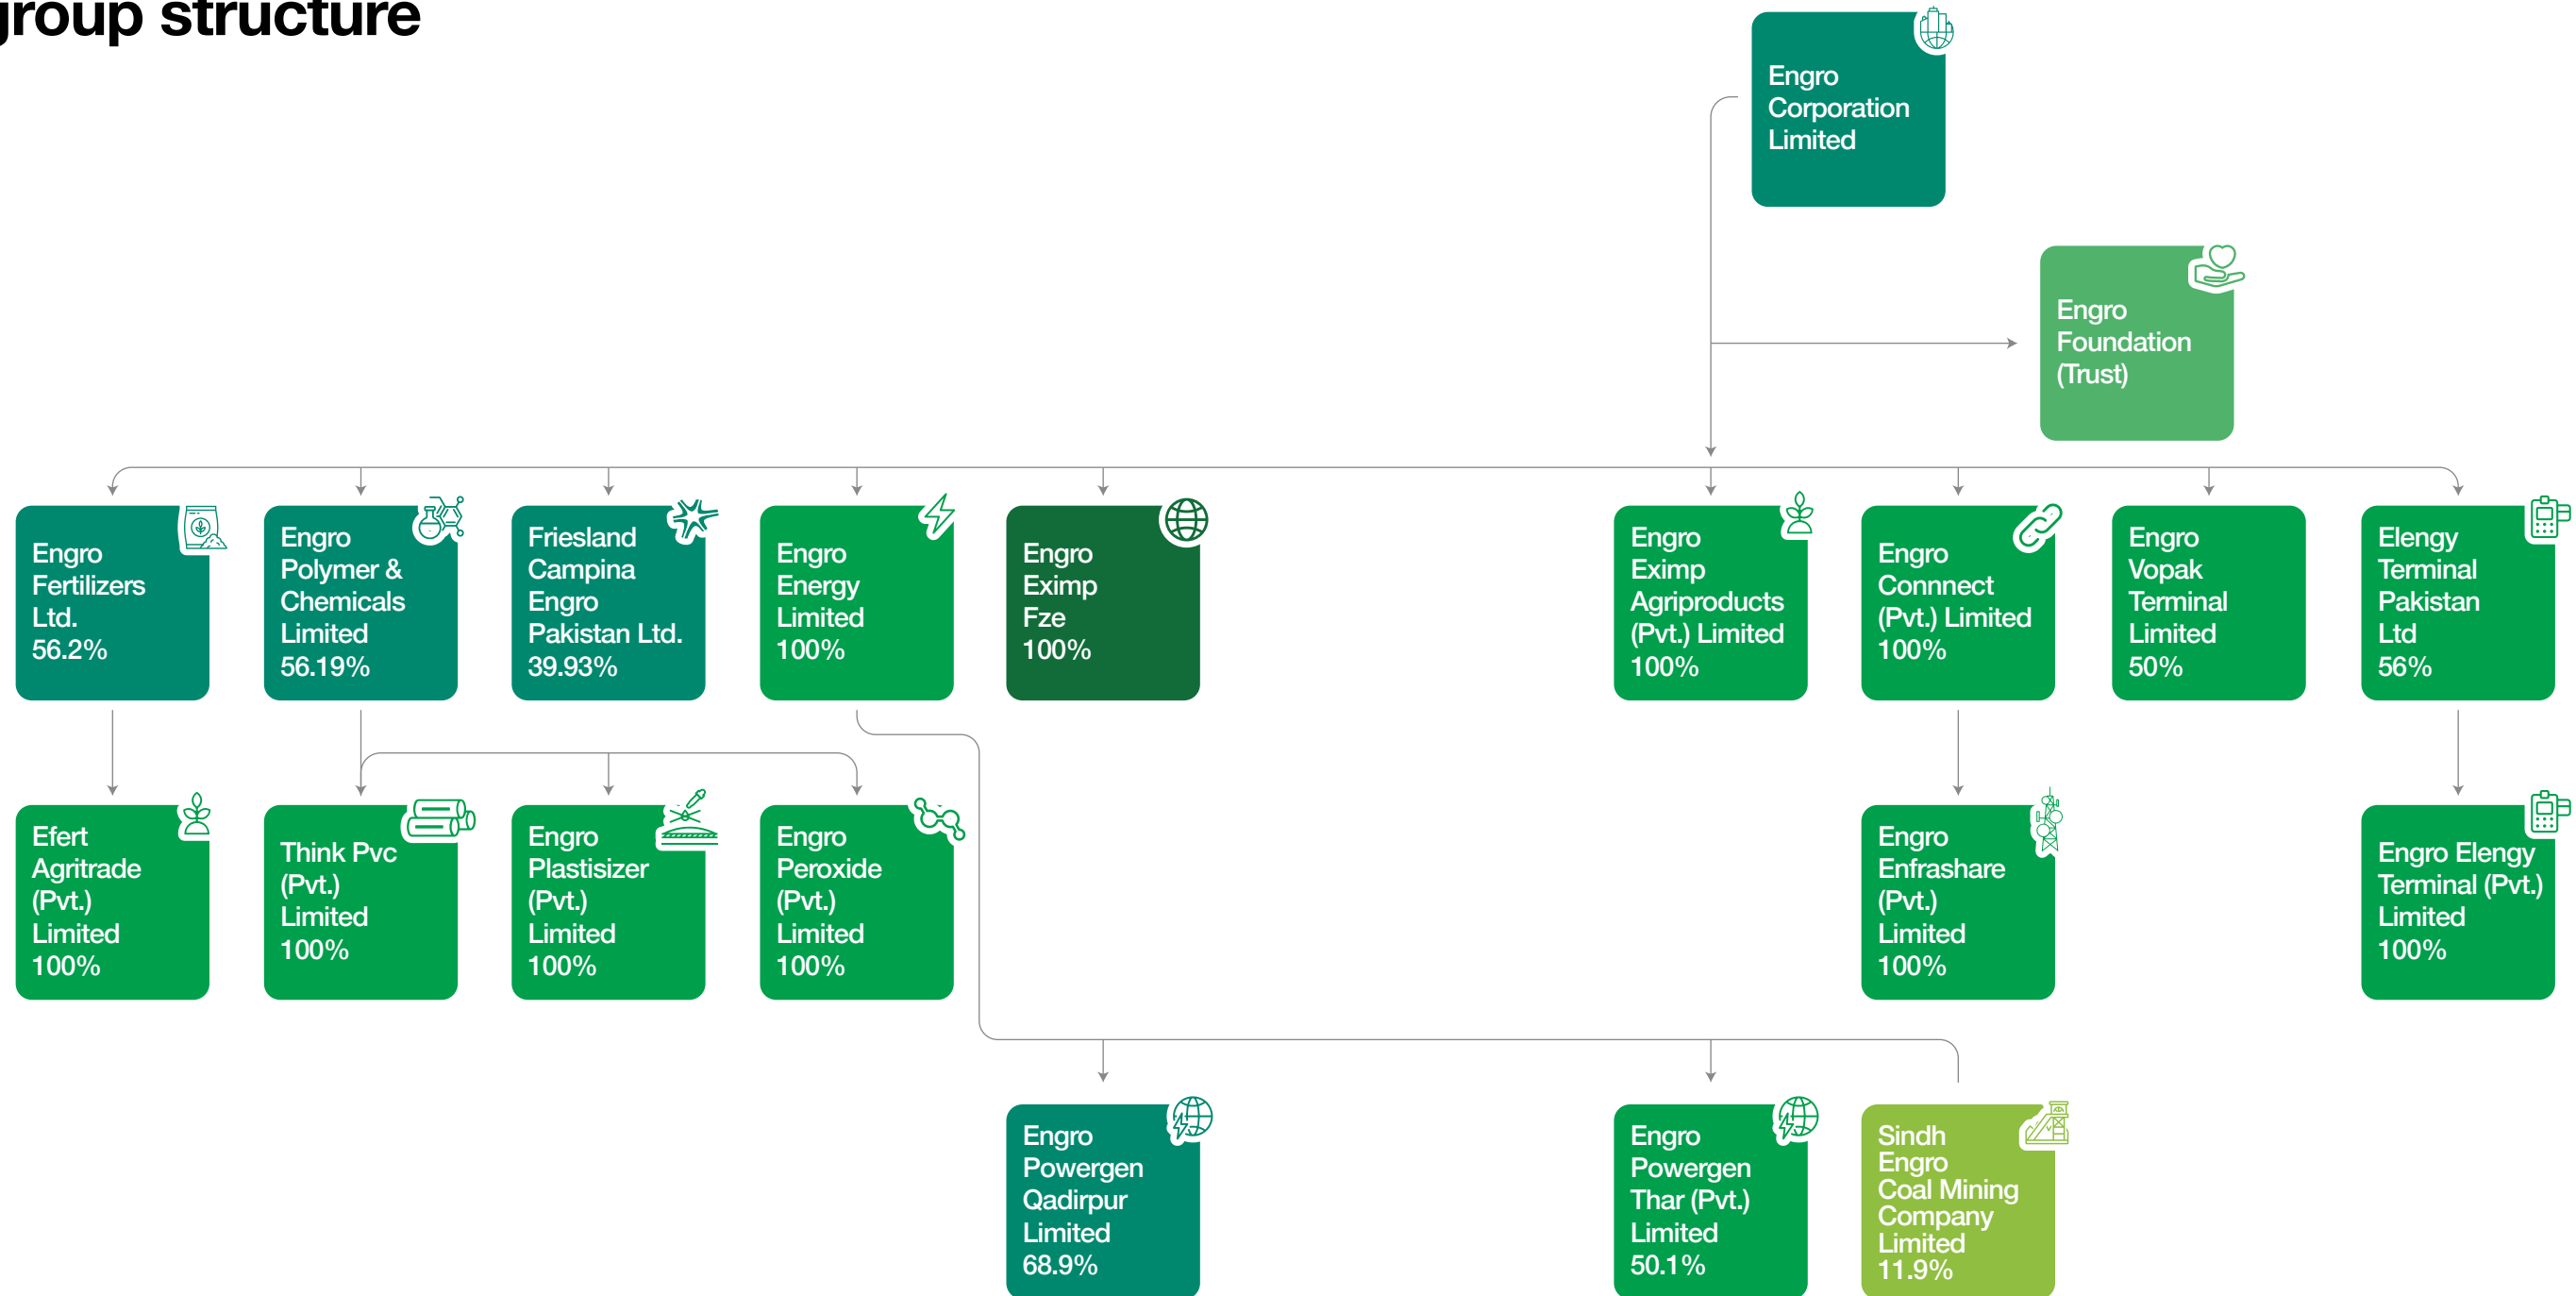 group structure
Engro
Corporation
Limited
Engro
Foundation
(Trust)
Engro
Fertilizers
Ltd.
56.2%
Engro
Polymer &
Chemicals
Limited
56.19%
Friesland
Campina
Engro
Pakistan Ltd.
39.93%
Engro
Energy
Limited
100%
Engro
Eximp
Fze
100%
Engro
Eximp
Agriproducts
(Pvt.) Limited
100%
Engro
Connnect
(Pvt.) Limited
100%
Engro
Vopak
Terminal
Limited
50%
Elengy
Terminal
Pakistan
Ltd
56%
Efert
Agritrade
(Pvt.)
Limited
100%
Think Pvc
(Pvt.)
Limited
100%
Engro
Plastisizer
(Pvt.)
Limited
100%
Engro
Peroxide
(Pvt.)
Limited
100%
Engro
Enfrashare
(Pvt.)
Limited
100%
Engro Elengy
Terminal (Pvt.)
Limited
100%
Engro
Powergen
Qadirpur
Limited
68.9%
Engro
Powergen
Thar (Pvt.)
Limited
50.1%
Sindh
Engro
Coal Mining
Company
Limited
11.9%